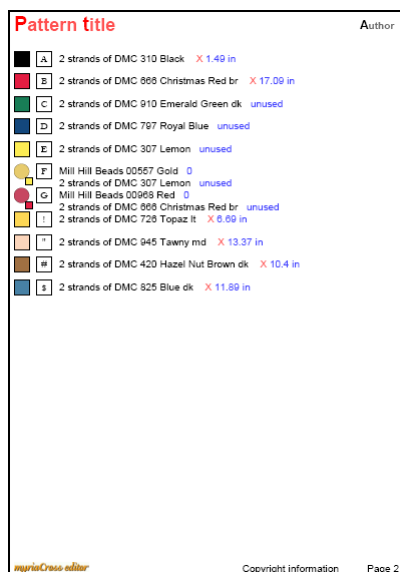 Pattern title
Author
A 2 strands of DMC 310 Black X 1.49 in
B 2 strands of DMC 666 Christmas Red br X 17.09 in
C 2 strands of DMC 910 Emerald Green dk unused
D 2 strands of DMC 797 Royal Blue unused
E 2 strands of DMC 307 Lemon unused
F Mill Hill Beads 00557 Gold 0
2 strands of DMC 307 Lemon unused
G Mill Hill Beads 00968 Red 0
2 strands of DMC 666 Christmas Red br unused
! 2 strands of DMC 726 Topaz lt X 6.69 in
" 2 strands of DMC 945 Tawny md X 13.37 in
# 2 strands of DMC 420 Hazel Nut Brown dk X 10.4 in
$ 2 strands of DMC 825 Blue dk X 11.89 in
myriaCross editor Copyright information Page 2